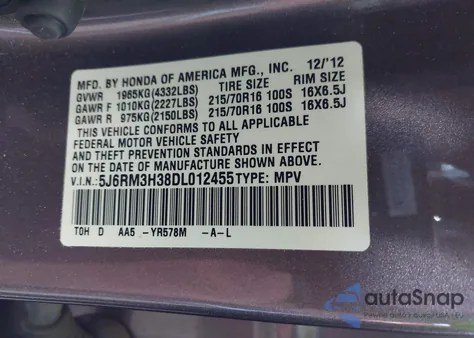 MFD. BY HONDA OF AMERICA MFG., INC. 12/'12
GVWR 1965KG(4332LBS) TIRE SIZE RIM SIZE
GAWR F 1010KG(2227LBS) 215/70R16 100S 16X6.5J
GAWR R 975KG(2150LBS) 215/70R16 100S 16X6.5J
THIS VEHICLE CONFORMS TO ALL APPLICABLE
FEDERAL MOTOR VEHICLE SAFETY STANDARDS IN EFFECT
ON THE DATE OF MANUFACTURE SHOWN ABOVE.
V.I.N.: 5J6RM3H38DL012455 TYPE: MPV
TOH D AA5 -YR578M -A-L
autoSnap